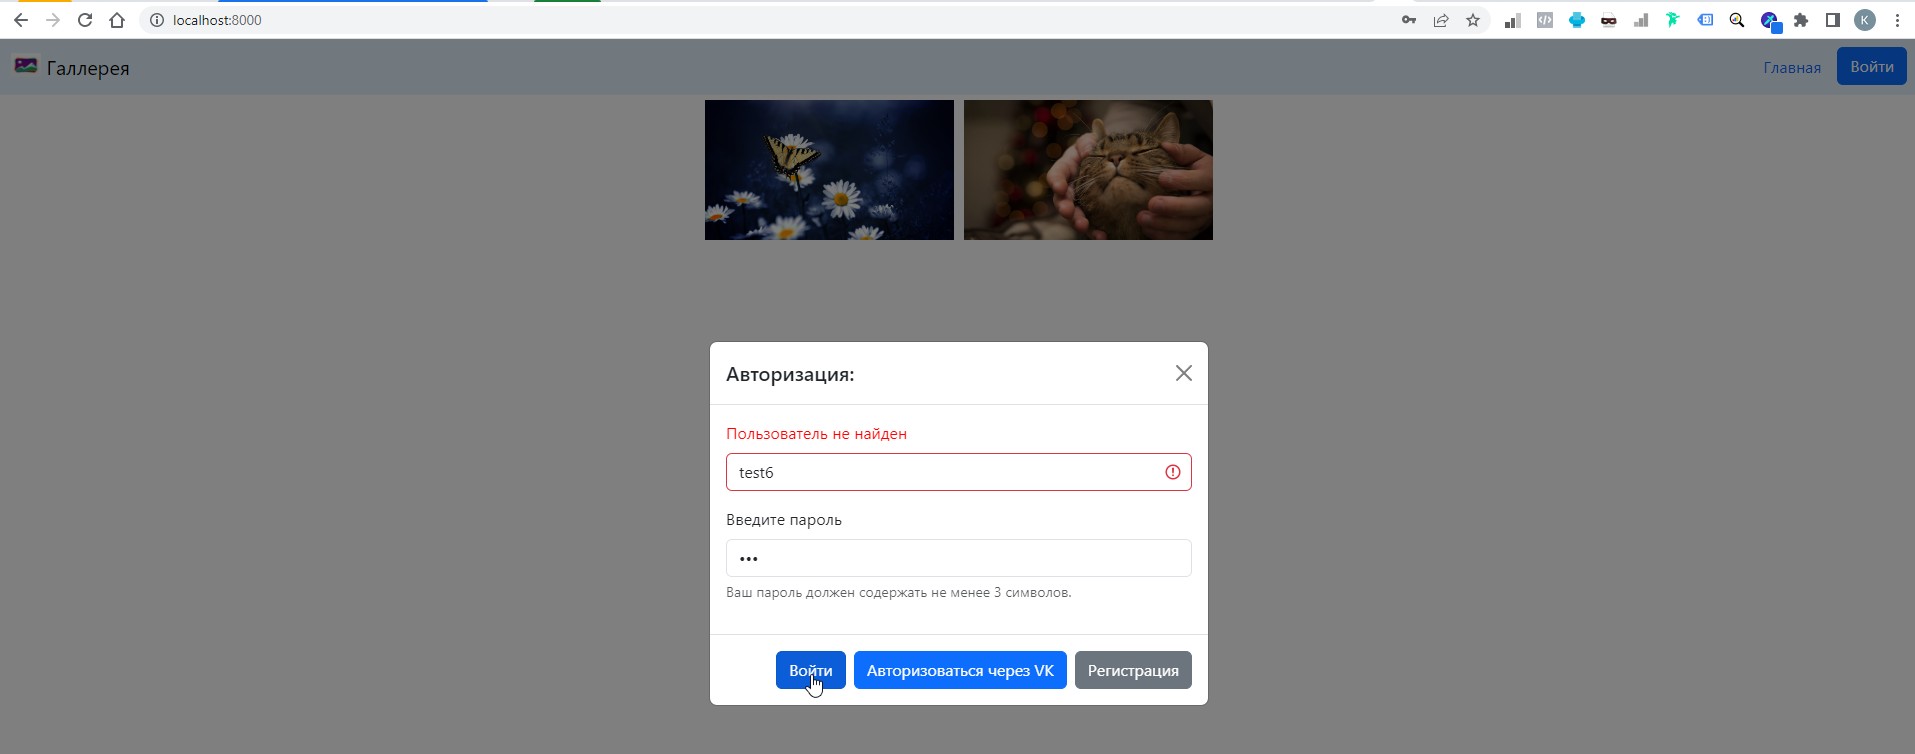 localhost:8000
K
Галлерея
Главная
Войти
Авторизация:
Пользователь не найден
test6
Введите пароль
•••
Ваш пароль должен содержать не менее 3 символов.
Войти
Авторизоваться через VK
Регистрация